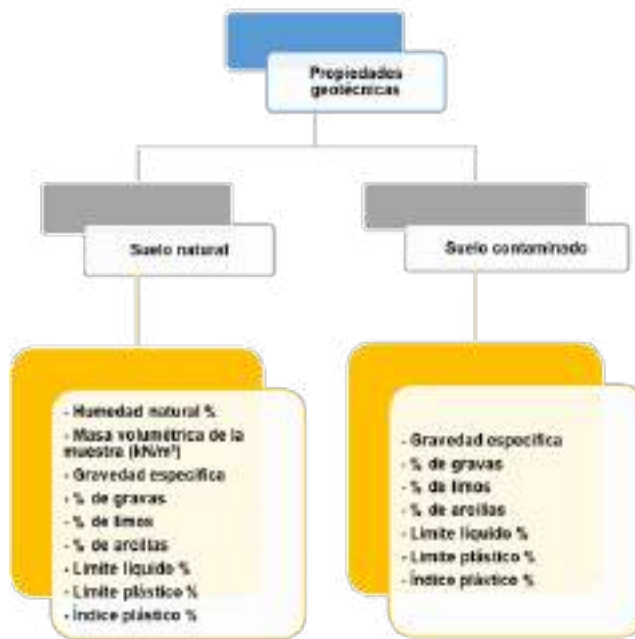 Propiedades
geotécnicas
Suelo natural
Suelo contaminado
- Humedad natural %
- Masa volumétrica de la
muestra (kN/m³)
- Gravedad específica
- % de gravas
- % de limos
- % de arcillas
- Límite líquido %
- Límite plástico %
- Índice plástico %
- Gravedad específica
- % de gravas
- % de limos
- % de arcillas
- Límite líquido %
- Límite plástico %
- Índice plástico %